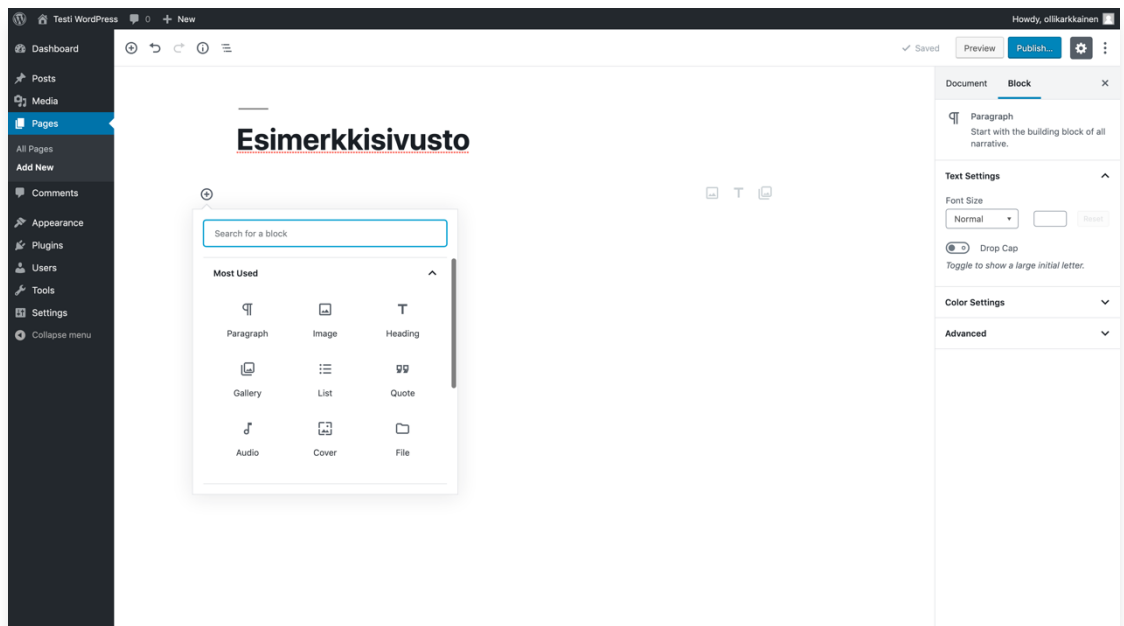 Testi WordPress 0 + New Howdy, ollikarkkainen
Dashboard
Posts
Media
Pages
All Pages
Add New
Comments
Appearance
Plugins
Users
Tools
Settings
Collapse menu
Saved Preview Publish...
Esimerkkisivusto
Search for a block
Most Used
Paragraph Image Heading
Gallery List Quote
Audio Cover File
Document Block
Paragraph
Start with the building block of all
narrative.
Text Settings
Font Size
Normal Reset
Drop Cap
Toggle to show a large initial letter.
Color Settings
Advanced